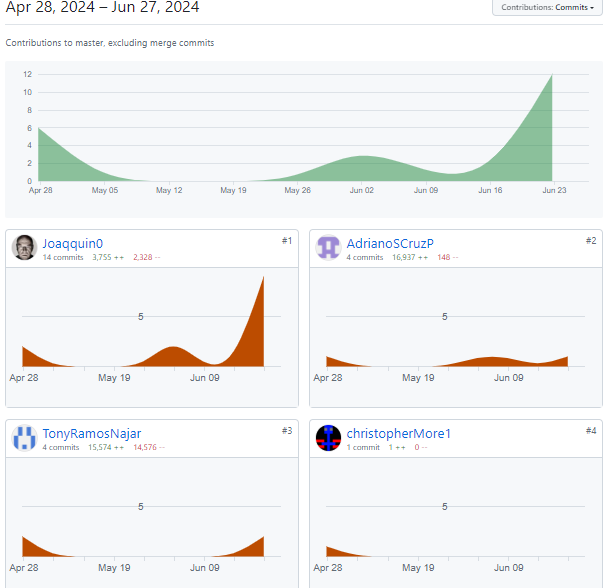 Apr 28, 2024 – Jun 27, 2024
Contributions: Commits
Contributions to master, excluding merge commits
12
10
8
6
4
2
0
Apr 28 May 05 May 12 May 19 May 26 Jun 02 Jun 09 Jun 16 Jun 23
Joaqquin0 #1
14 commits 3,755 ++ 2,328 --
5
Apr 28 May 19 Jun 09
AdrianoSCruzP #2
4 commits 16,937 ++ 148 --
5
Apr 28 May 19 Jun 09
TonyRamosNajar #3
4 commits 15,574 ++ 14,576 --
5
Apr 28 May 19 Jun 09
christopherMore1 #4
1 commit 1 ++ 0 --
5
Apr 28 May 19 Jun 09